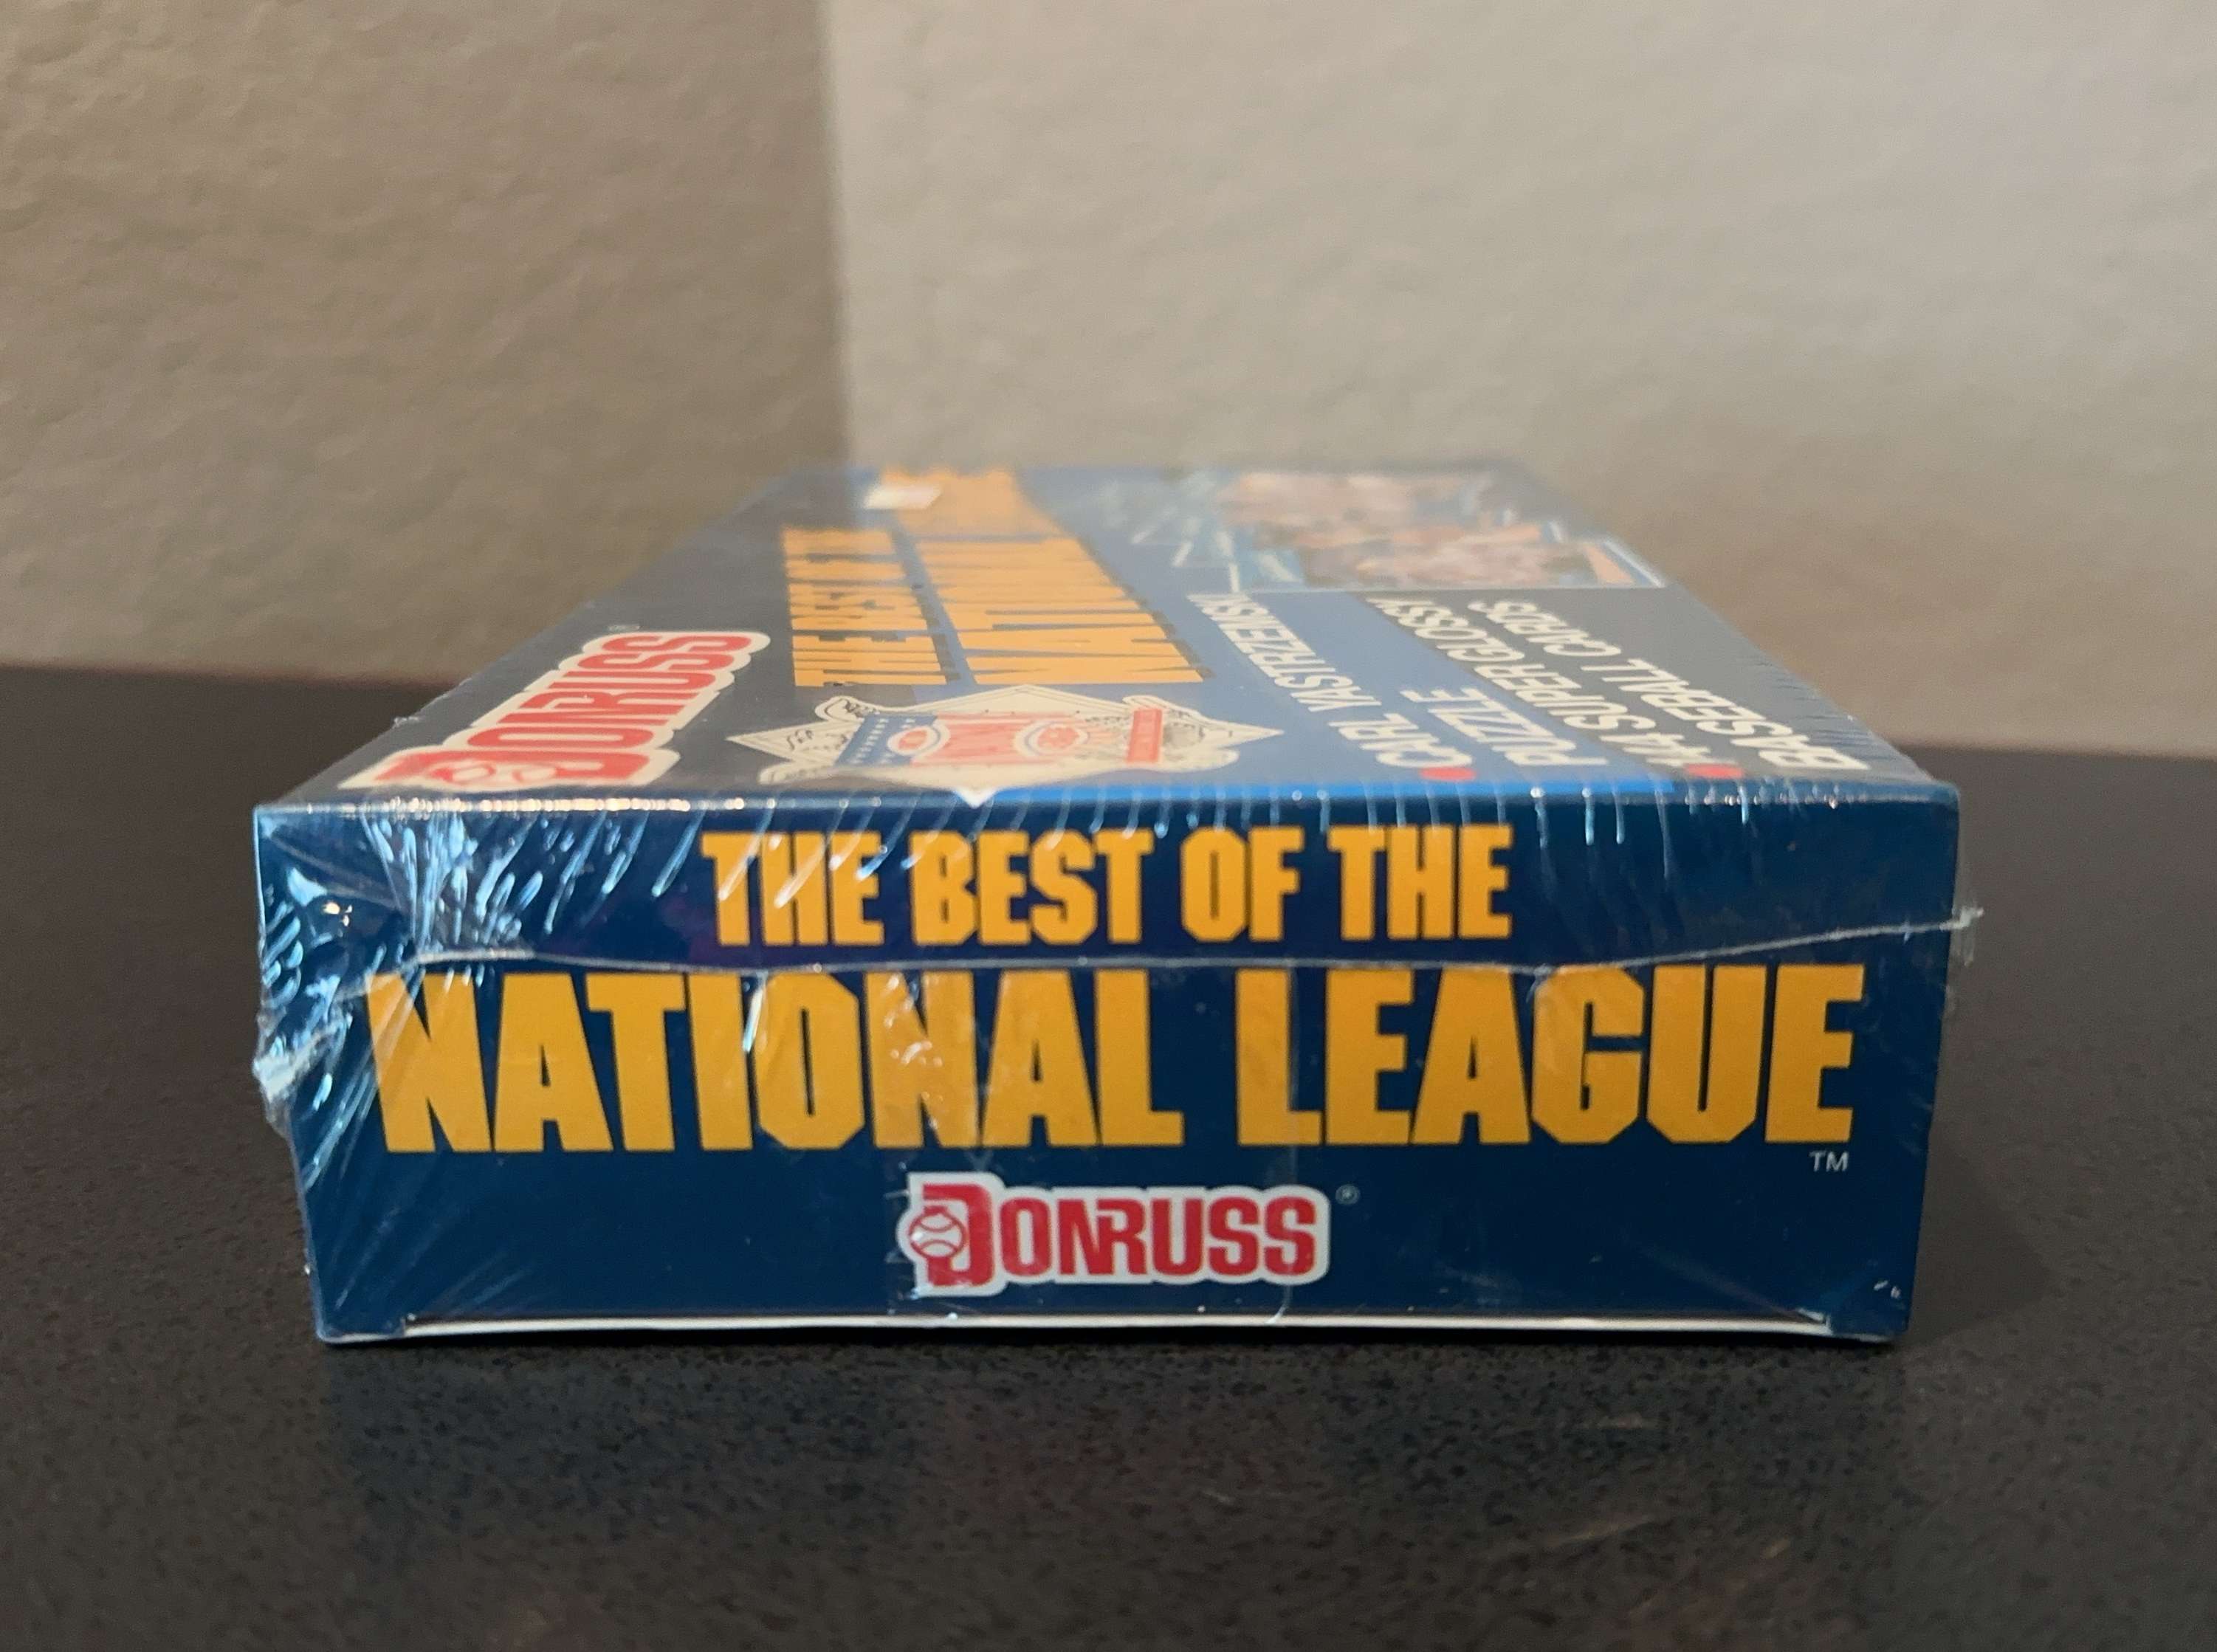 DONRUSS
THE BEST OF THE
NATIONAL
CARL YASTRZEMSKI
PUZZLE
144 SUPER GLOSSY
BASEBALL CARDS
THE BEST OF THE
NATIONAL LEAGUE
TM
DONRUSS®